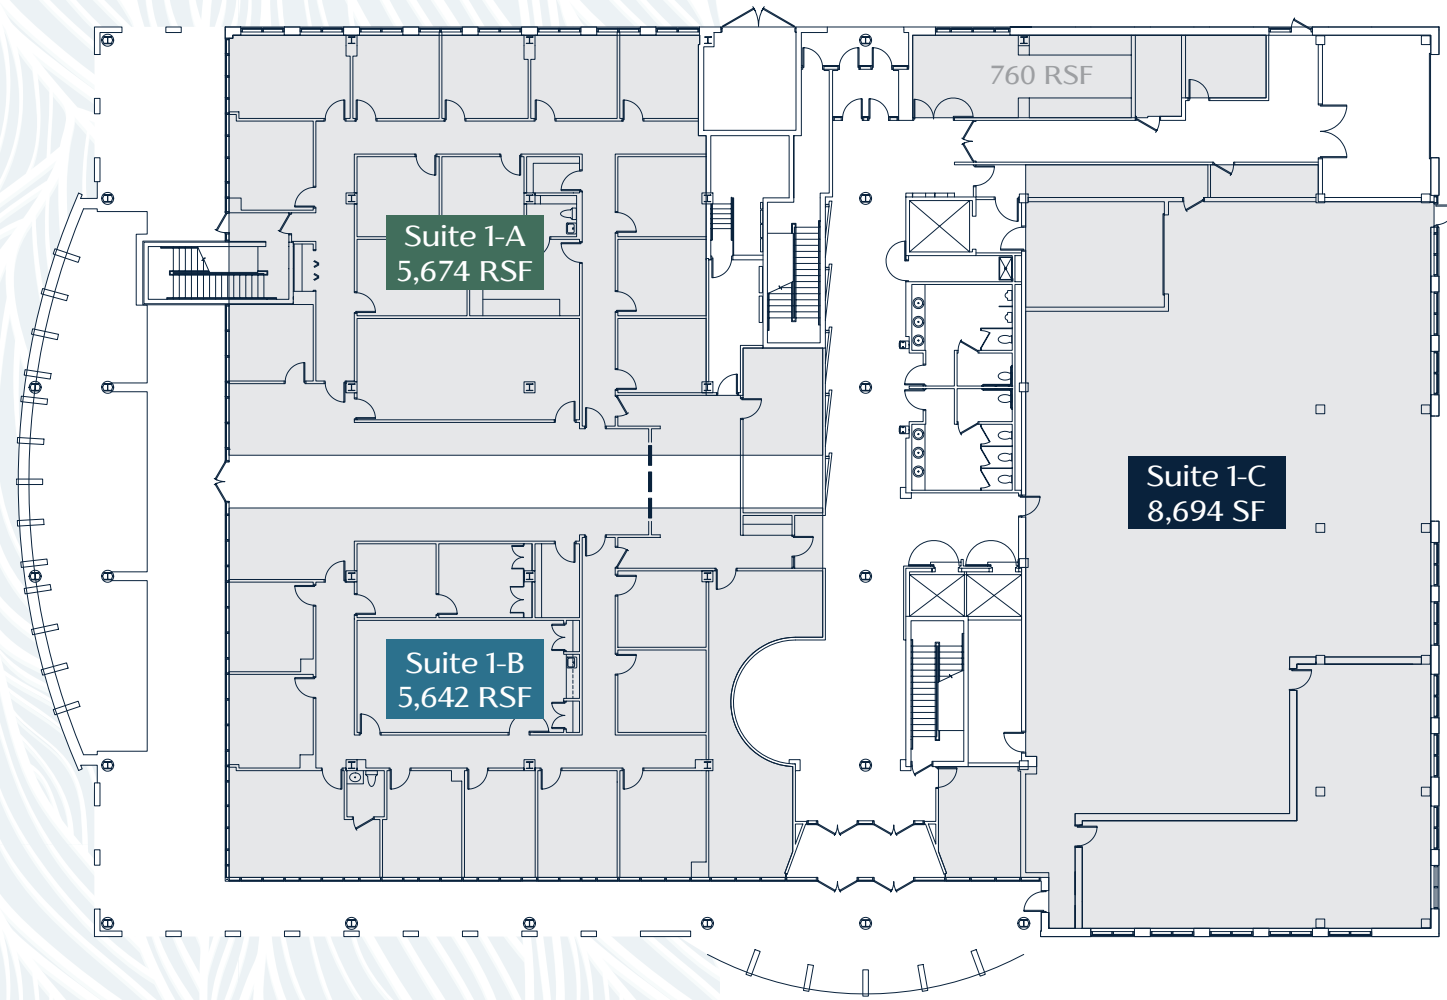 760 RSF
Suite 1-A
5,674 RSF
Suite 1-C
8,694 SF
Suite 1-B
5,642 RSF